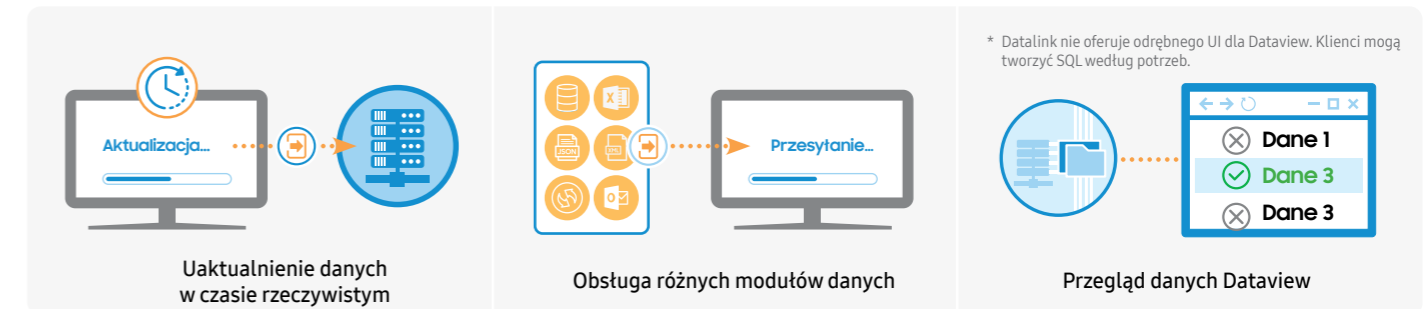 Aktualizacja...
Uaktualnienie danych
w czasie rzeczywistym
X
JSON
XML
O
Przesyłanie...
Obsługa różnych modułów danych
* Datalink nie oferuje odrębnego UI dla Dataview. Klienci mogą
tworzyć SQL według potrzeb.
Dane 1
Dane 3
Dane 3
Przegląd danych Dataview